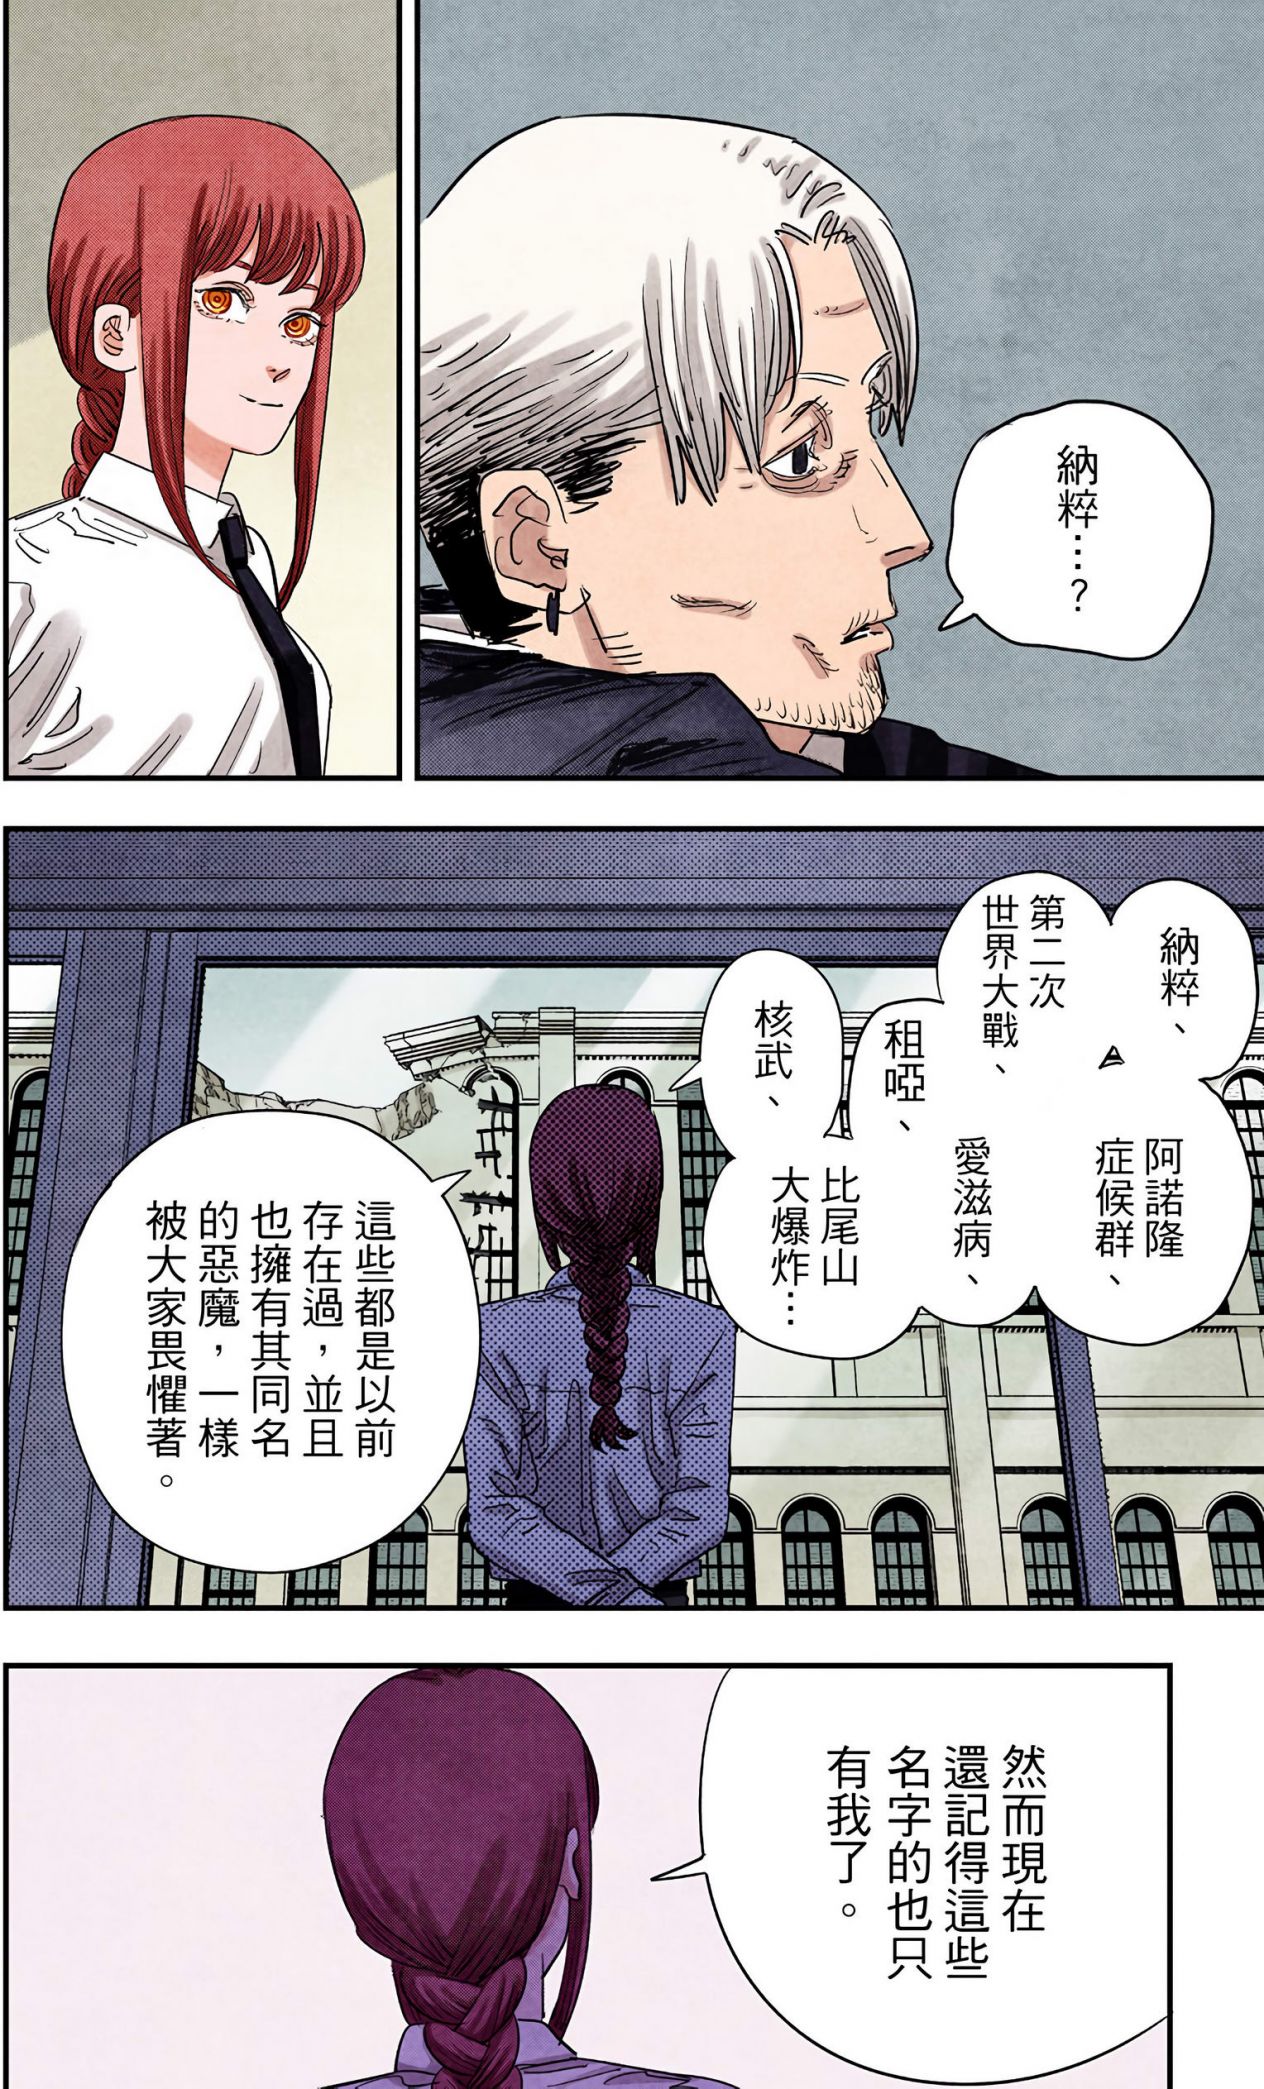 納粹…?
納粹、
阿諾隆
症候群、
第二次
世界大戰、
愛滋病、
租啞、
核武、
比尾山
大爆炸…
這些都是以前
存在過，並且
也擁有其同名
的惡魔，一樣
被大家畏懼著。
然而現在
還記得這些
名字的也只
有我了。